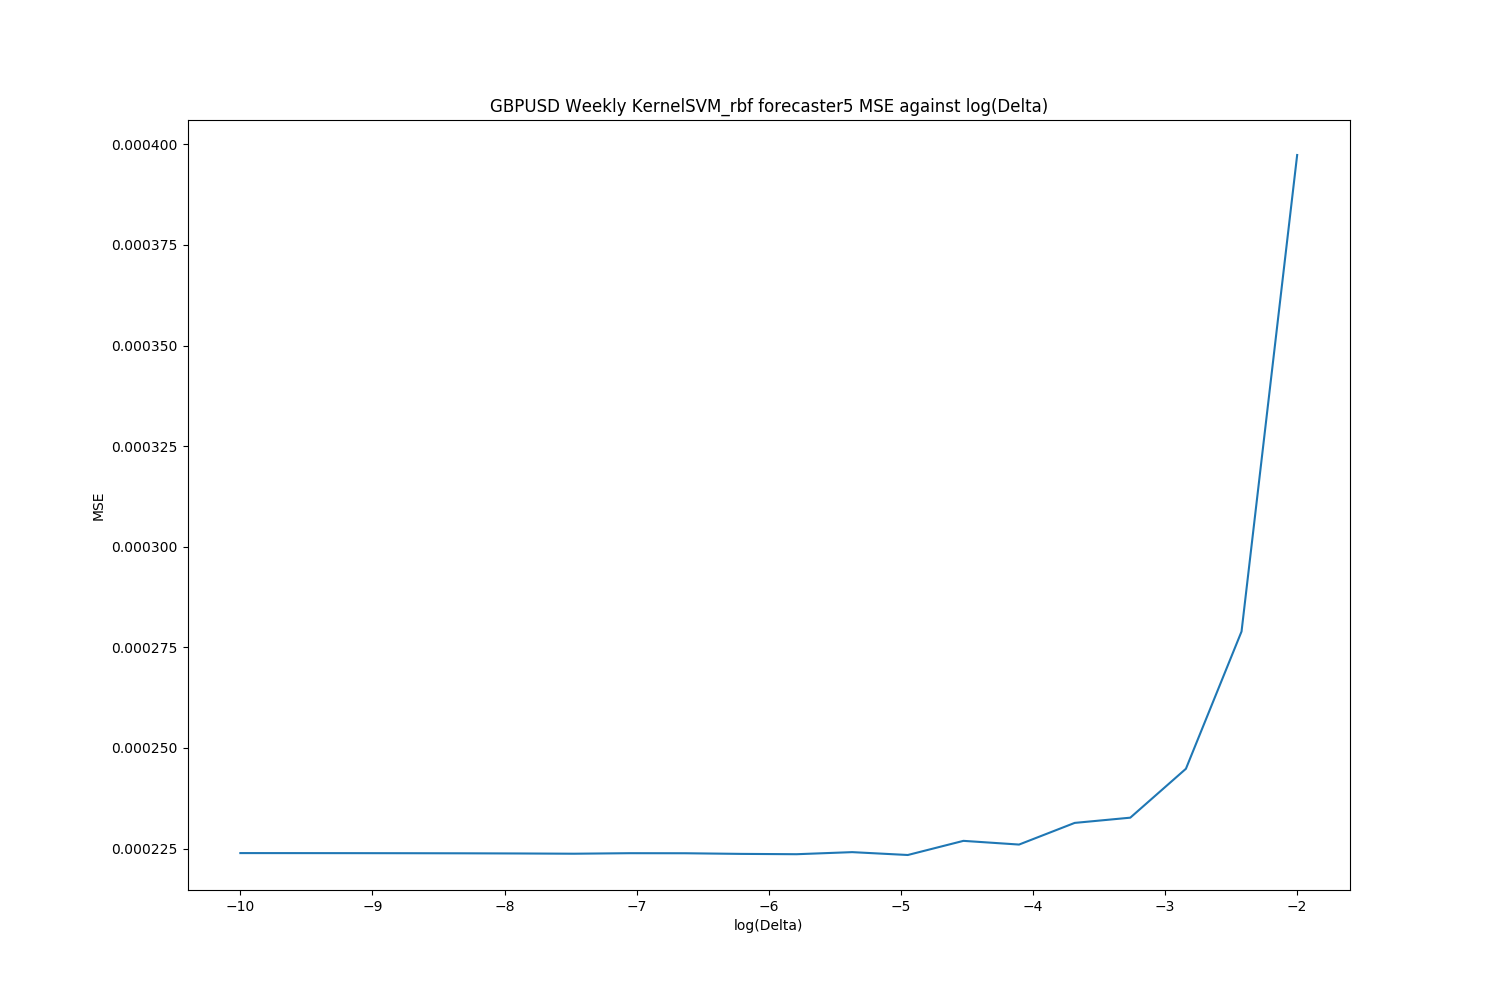 GBPUSD Weekly KernelSVM_rbf forecaster5 MSE against log(Delta)
0.000400
0.000375
0.000350
0.000325
0.000300
0.000275
0.000250
0.000225
MSE
−10 −9 −8 −7 −6 −5 −4 −3 −2
log(Delta)